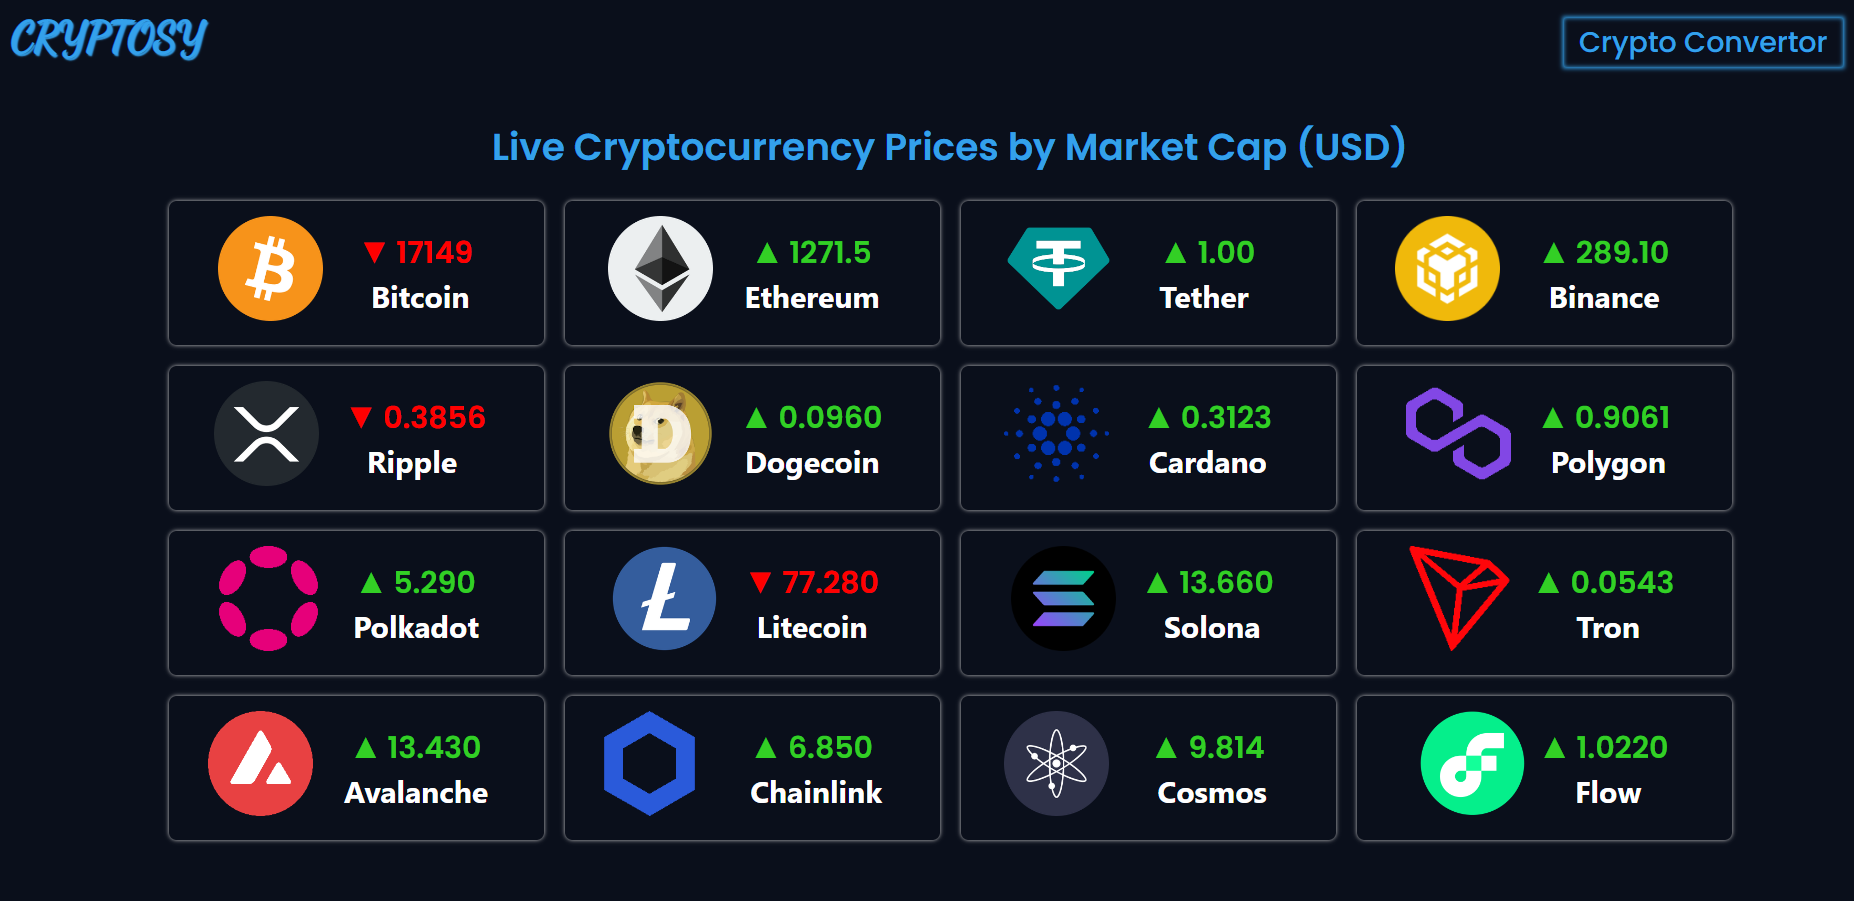 CRYPTOSY
Crypto Convertor
Live Cryptocurrency Prices by Market Cap (USD)
▼ 17149
Bitcoin
▲ 1271.5
Ethereum
▲ 1.00
Tether
▲ 289.10
Binance
▼ 0.3856
Ripple
▲ 0.0960
Dogecoin
▲ 0.3123
Cardano
▲ 0.9061
Polygon
▲ 5.290
Polkadot
▼ 77.280
Litecoin
▲ 13.660
Solona
▲ 0.0543
Tron
▲ 13.430
Avalanche
▲ 6.850
Chainlink
▲ 9.814
Cosmos
▲ 1.0220
Flow